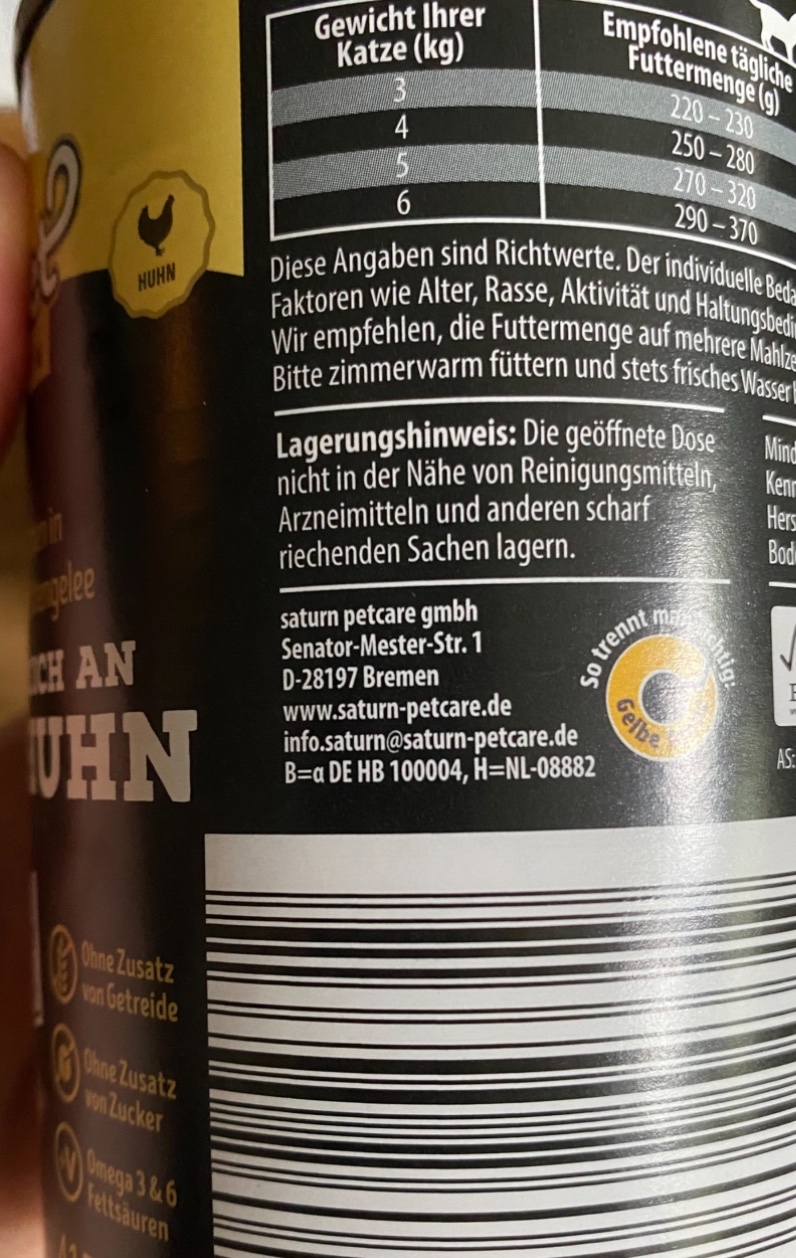 Gewicht Ihrer
Katze (kg)
Empfohlene tägliche
Futtermenge (g)
3
220 – 230
4
250 – 280
5
270 – 320
6
290 – 370
HUHN
Diese Angaben sind Richtwerte. Der individuelle
Faktoren wie Alter, Rasse, Aktivität und
Wir empfehlen, die Futtermenge auf mehrere
Bitte zimmerwarm füttern und stets frisches Wasser
Lagerungshinweis: Die geöffnete Dose
nicht in der Nähe von Reinigungsmitteln,
Arzneimitteln und anderen scharf
riechenden Sachen lagern.
saturn petcare gmbh
Senator-Mester-Str. 1
D-28197 Bremen
www.saturn-petcare.de
info.saturn@saturn-petcare.de
B=α DE HB 100004, H=NL-08882
So trennt
Gelbe
AS:
AN
HUHN
Ohne Zusatz
von Getreide
Ohne Zusatz
von Zucker
Omega 3 & 6
Fettsäuren